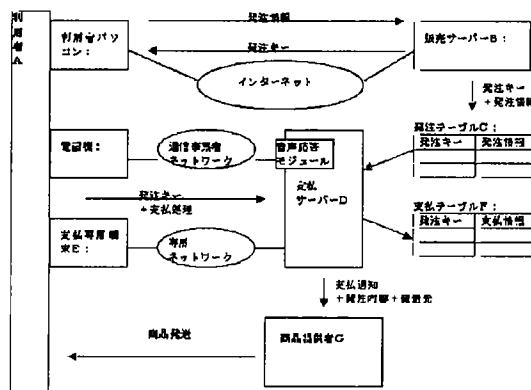 利用者A
利用者パソ
コン：
発注情報
発注キー
インターネット
販売サーバーB：
発注キー
＋発注情報
発注テーブルC：
発注キー
発注情報
電話機：
通信事業者
ネットワーク
音声応答
モジュール
支払
サーバーD
発注キー
＋支払処理
支払テーブルF：
発注キー
支払情報
支払専用端
末E：
専用
ネットワーク
支払通知
＋発注内容＋発送先
商品発送
商品提供者G